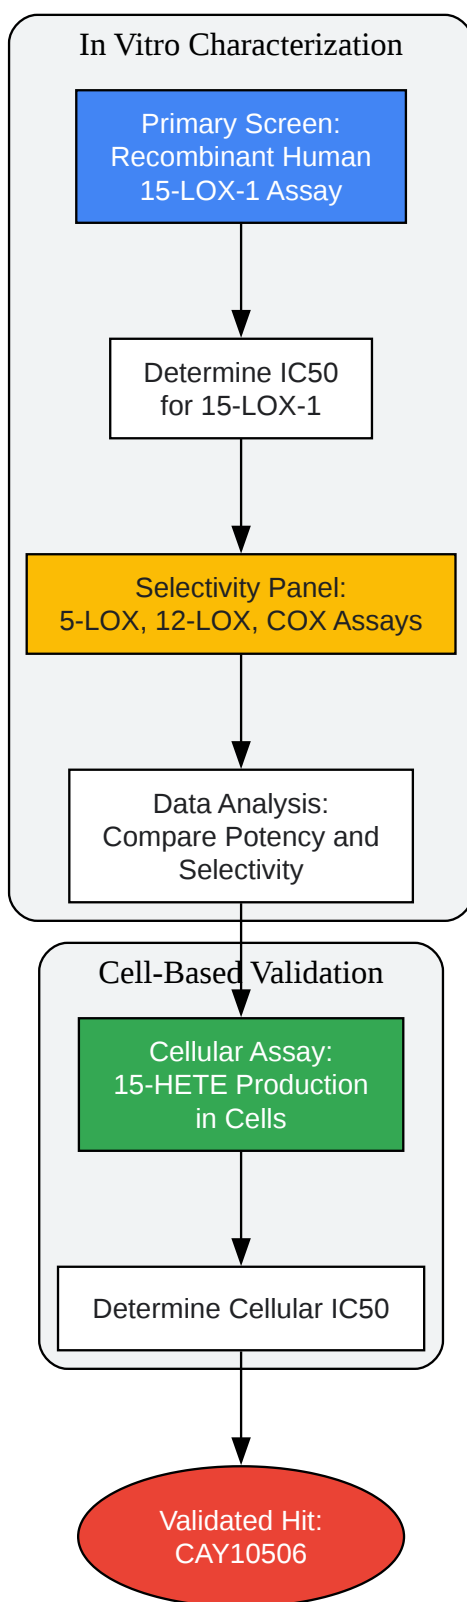 In Vitro Characterization
Primary Screen:
Recombinant Human
15-LOX-1 Assay
Determine IC50
for 15-LOX-1
Selectivity Panel:
5-LOX, 12-LOX, COX Assays
Data Analysis:
Compare Potency and
Selectivity
Cell-Based Validation
Cellular Assay:
15-HETE Production
in Cells
Determine Cellular IC50
Validated Hit:
CAY10506